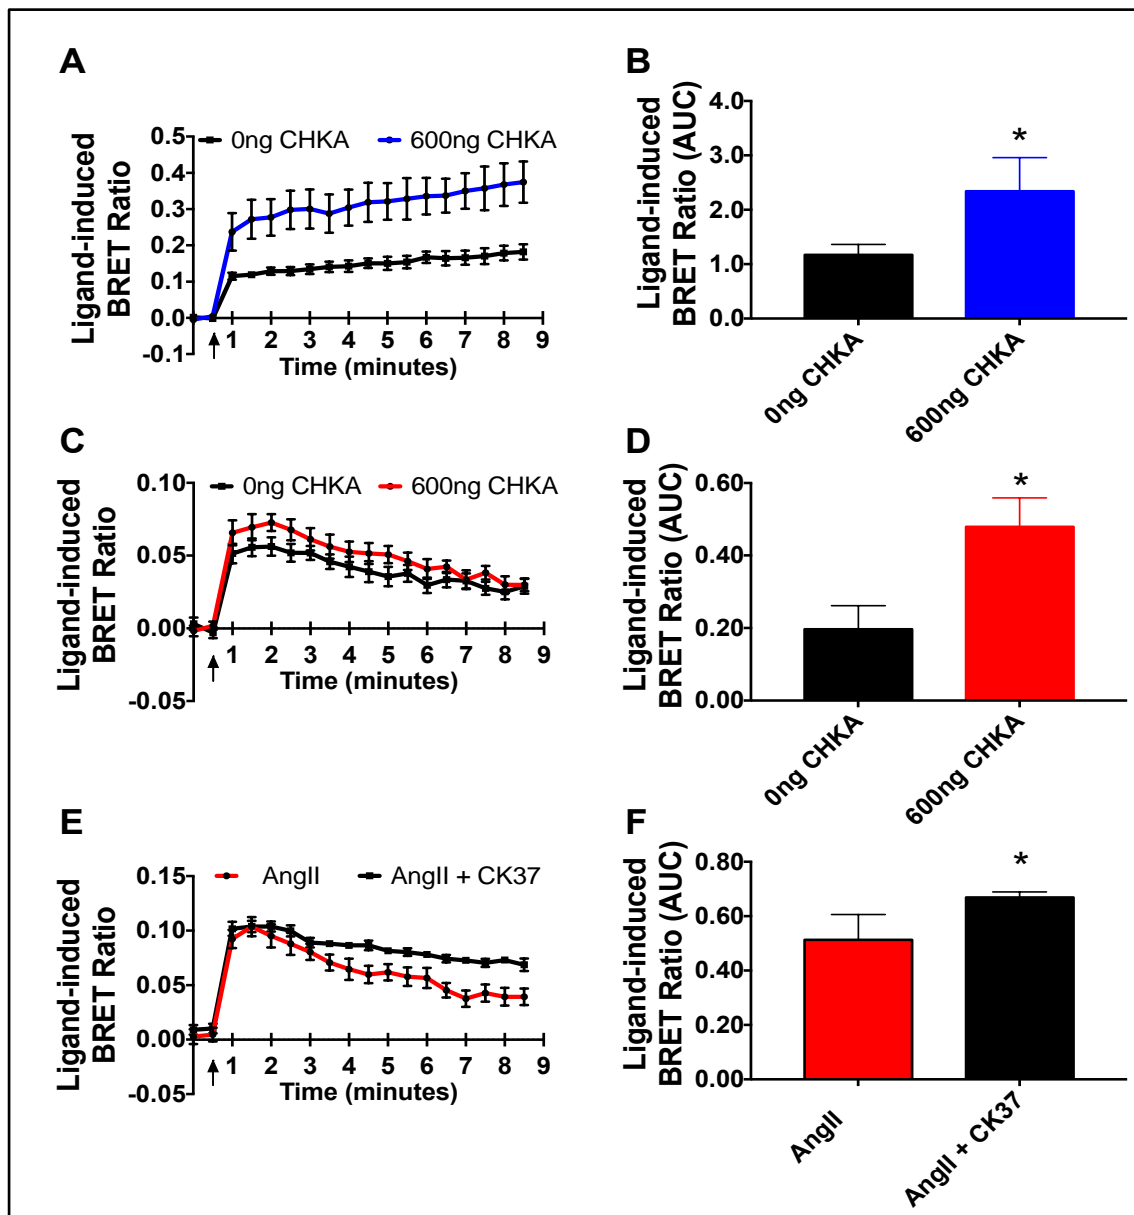 A
Ligand-induced
BRET Ratio
0ng CHKA
600ng CHKA
0.5
0.4
0.3
0.2
0.1
0.0
-0.1
1 2 3 4 5 6 7 8 9
Time (minutes)
B
Ligand-induced
BRET Ratio (AUC)
4.0
3.0
2.0
1.0
0.0
*
0ng CHKA
600ng CHKA
C
Ligand-induced
BRET Ratio
0ng CHKA
600ng CHKA
0.10
0.05
0.00
-0.05
1 2 3 4 5 6 7 8 9
Time (minutes)
D
Ligand-induced
BRET Ratio (AUC)
0.60
0.40
0.20
0.00
*
0ng CHKA
600ng CHKA
E
Ligand-induced
BRET Ratio
AngII
AngII + CK37
0.15
0.10
0.05
0.00
-0.05
1 2 3 4 5 6 7 8 9
Time (minutes)
F
Ligand-induced
BRET Ratio (AUC)
0.80
0.60
0.40
0.20
0.00
*
AngII
AngII + CK37